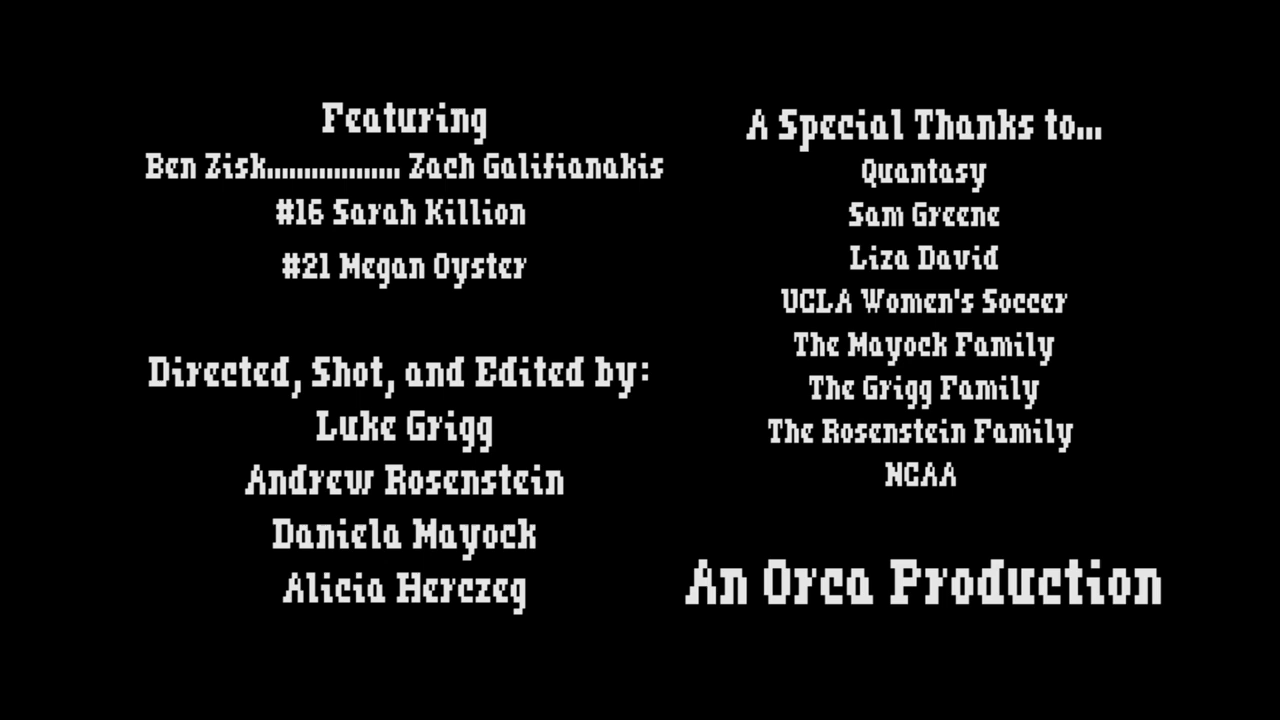 Featuring
Ben Zisk.................. Zach Galifianakis
#16 Sarah Killion
#21 Megan Oyster
Directed, Shot, and Edited by:
Luke Grigg
Andrew Rosenstein
Daniela Mayock
Alicia Herczeg
A Special Thanks to...
Quantasy
Sam Greene
Liza David
UCLA Women's Soccer
The Mayock Family
The Grigg Family
The Rosenstein Family
NCAA
An Orca Production